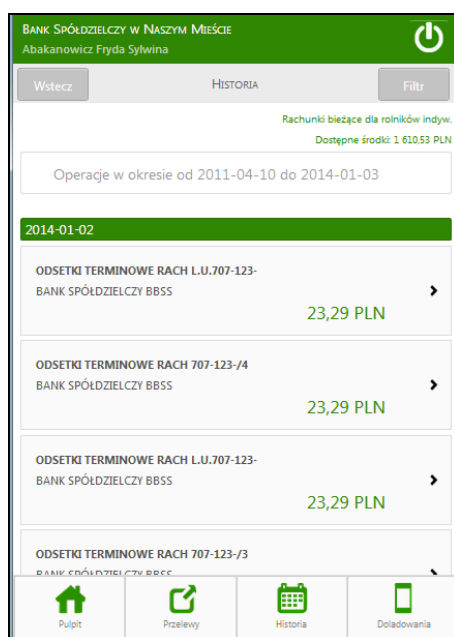 Bank Spółdzielczy w Naszym Mieście
Abakanowicz Fryda Sylwina
Wstecz
Historia
Filtr
Rachunki bieżące dla rolników indyw.
Dostępne środki: 1 610,53 PLN
Operacje w okresie od 2011-04-10 do 2014-01-03
2014-01-02
ODSETKI TERMINOWE RACH L.U.707-123-
BANK SPÓŁDZIELCZY BBSS
23,29 PLN
ODSETKI TERMINOWE RACH 707-123-/4
BANK SPÓŁDZIELCZY BBSS
23,29 PLN
ODSETKI TERMINOWE RACH L.U.707-123-
BANK SPÓŁDZIELCZY BBSS
23,29 PLN
ODSETKI TERMINOWE RACH 707-123-/3
BANK SPÓŁDZIELCZY BBSS
Pulpit
Przelewy
Historia
Doladowania